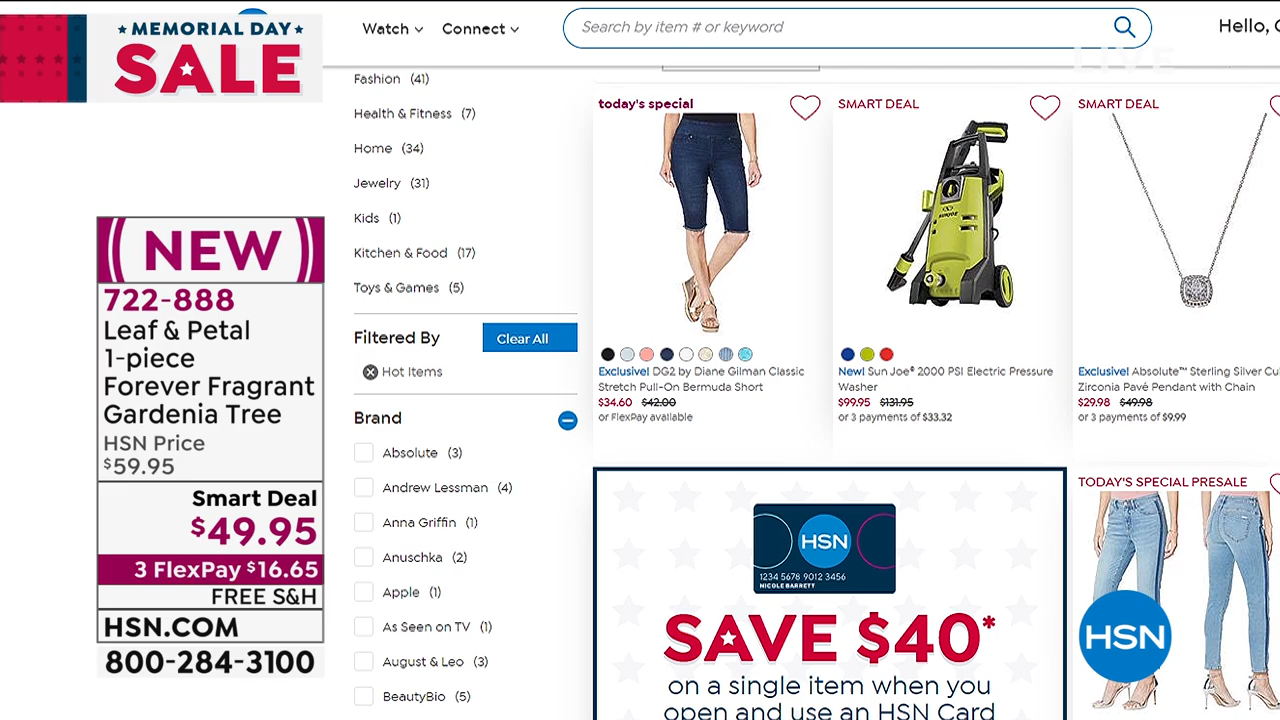 MEMORIAL DAY
SALE
Watch
Connect
Search by item # or keyword
Hello,
LIVE
Fashion (41)
Health & Fitness (7)
Home (34)
Jewelry (31)
Kids (1)
Kitchen & Food (17)
Toys & Games (5)
Filtered By
Clear All
Hot Items
Brand
Absolute (3)
Andrew Lessman (4)
Anna Griffin (1)
Anuschka (2)
Apple (1)
As Seen on TV (1)
August & Leo (3)
BeautyBio (5)
NEW
722-888
Leaf & Petal
1-piece
Forever Fragrant
Gardenia Tree
HSN Price
$59.95
Smart Deal
$49.95
3 FlexPay $16.65
FREE S&H
HSN.COM
800-284-3100
today's special
Exclusive! DG2 by Diane Gilman Classic
Stretch Pull-On Bermuda Short
$34.60 $42.00
or FlexPay available
SMART DEAL
SUNJOE
New! Sun Joe® 2000 PSI Electric Pressure
Washer
$99.95 $131.95
or 3 payments of $33.32
SMART DEAL
Exclusive! Absolute™ Sterling Silver Cu
Zirconia Pavé Pendant with Chain
$29.98 $49.98
or 3 payments of $9.99
HSN
1234 5678 9012 3456
NICOLE BARRETT
SAVE $40*
on a single item when you
open and use an HSN Card
TODAY'S SPECIAL PRESALE
HSN